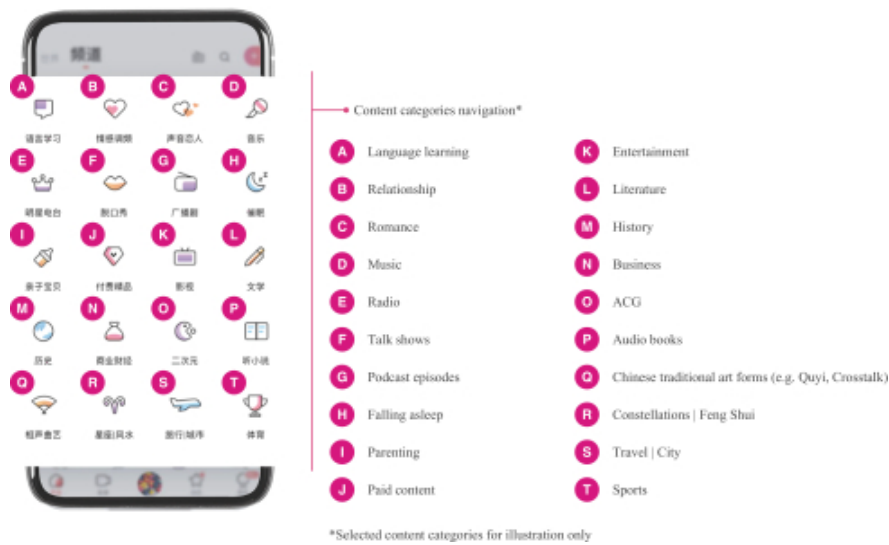 频道
A B C D
语言学习 情感调频 声音恋人 音乐
E F G H
明星电台 脱口秀 广播剧 催眠
I J K L
亲子宝贝 付费精品 影视 文学
M N O P
历史 商业财经 二次元 听小说
Q R S T
相声曲艺 星座|风水 旅行|城市 体育
Content categories navigation*
A Language learning
B Relationship
C Romance
D Music
E Radio
F Talk shows
G Podcast episodes
H Falling asleep
I Parenting
J Paid content
K Entertainment
L Literature
M History
N Business
O ACG
P Audio books
Q Chinese traditional art forms (e.g. Quyi, Crosstalk)
R Constellations | Feng Shui
S Travel | City
T Sports
*Selected content categories for illustration only